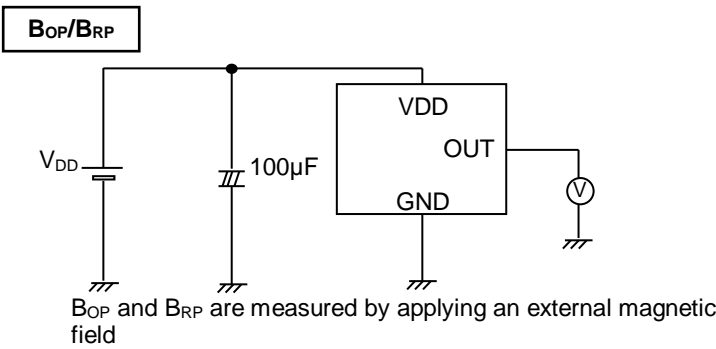 BOP/BRP
VDD
OUT
GND
VDD
100µF
V
BOP and BRP are measured by applying an external magnetic
field